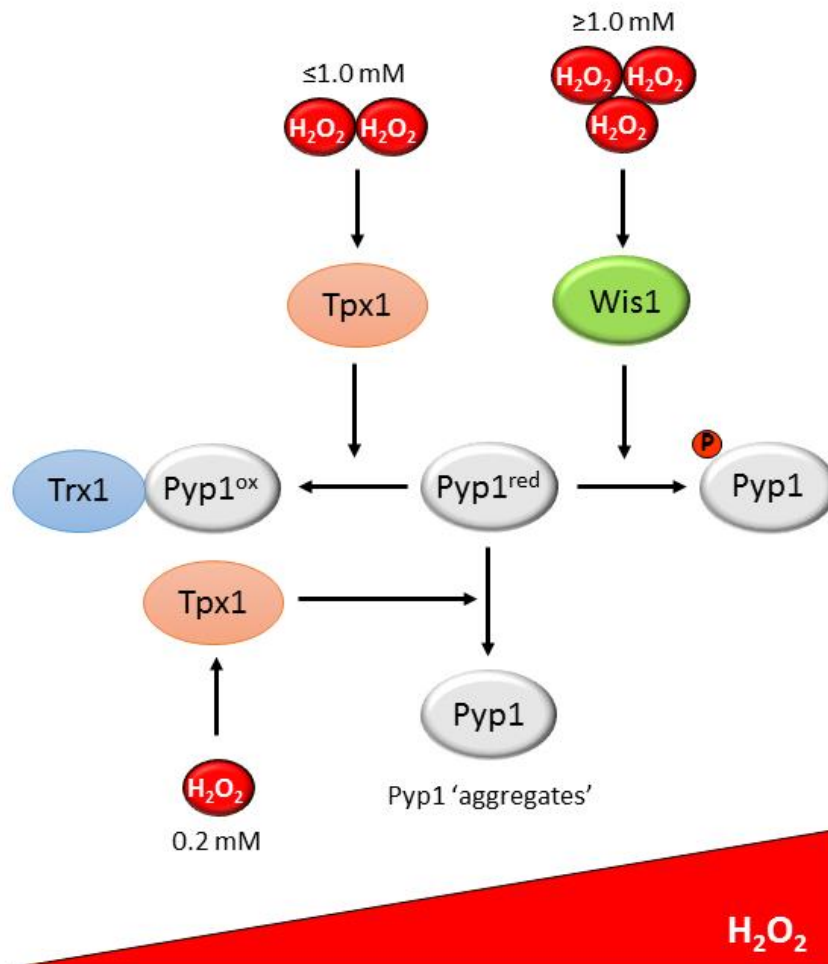 ≥1.0 mM
≤1.0 mM
H₂O₂ H₂O₂
H₂O₂
H₂O₂ H₂O₂
Tpx1
Wis1
P
Trx1 Pyp1ᵒˣ Pyp1ʳᵉᵈ Pyp1
Tpx1
Pyp1
H₂O₂
Pyp1 ‘aggregates’
0.2 mM
H₂O₂